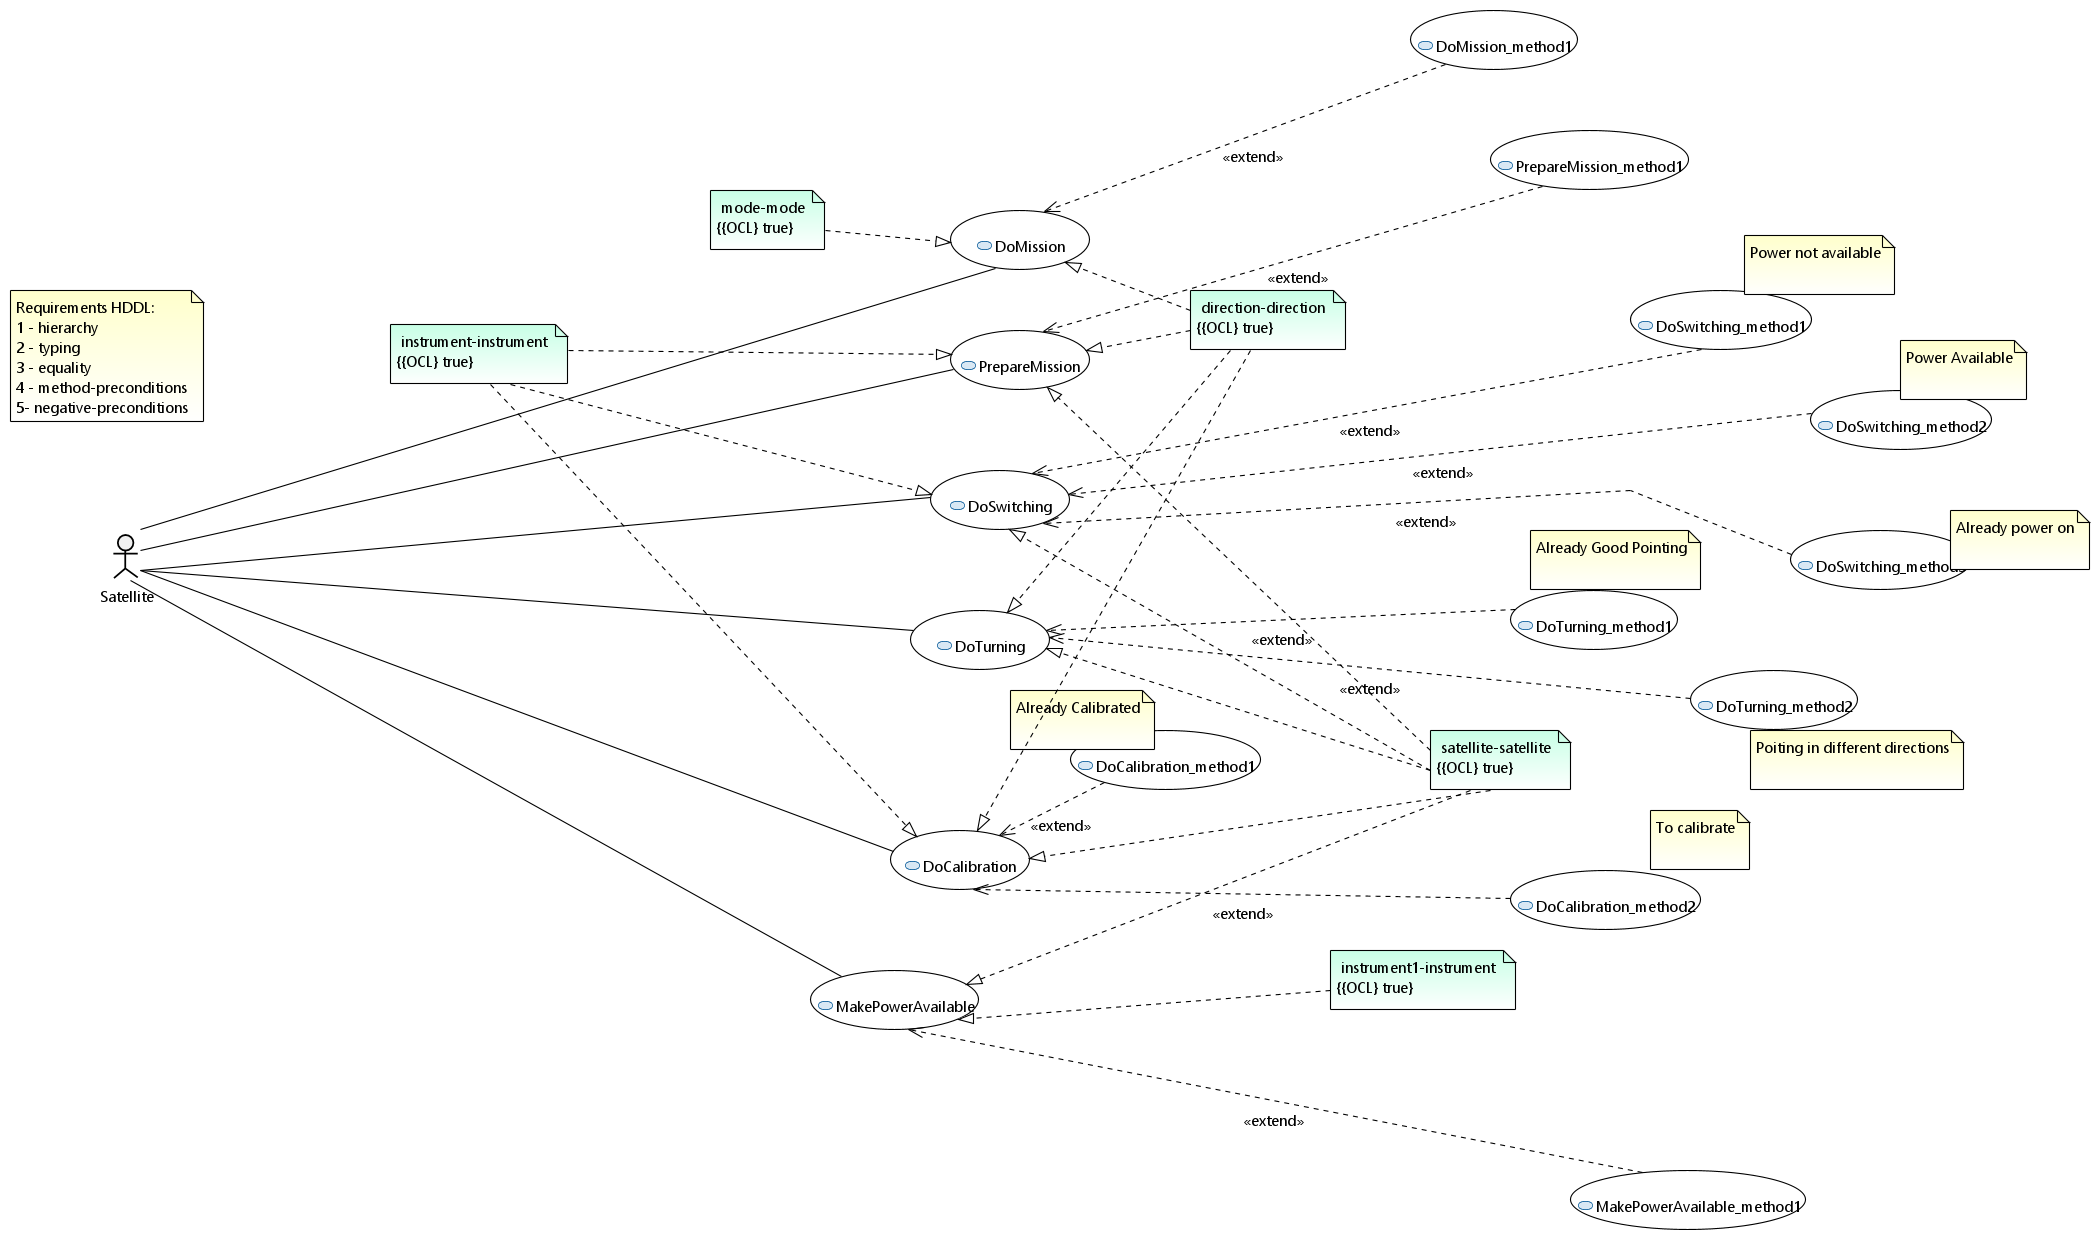 DoMission_method1
«extend»
PrepareMission_method1
mode-mode
{{OCL} true}
DoMission
Power not available
«extend»
Requirements HDDL:
1 - hierarchy
2 - typing
3 - equality
4 - method-preconditions
5- negative-preconditions
direction-direction
{{OCL} true}
DoSwitching_method1
instrument-instrument
{{OCL} true}
PrepareMission
Power Available
«extend»
DoSwitching_method2
«extend»
DoSwitching
«extend»
Already power on
Already Good Pointing
DoSwitching_method
Satellite
DoTurning_method1
«extend»
DoTurning
«extend»
Already Calibrated
DoTurning_method2
satellite-satellite
{{OCL} true}
Poiting in different directions
DoCalibration_method1
«extend»
To calibrate
DoCalibration
DoCalibration_method2
«extend»
instrument1-instrument
{{OCL} true}
MakePowerAvailable
«extend»
MakePowerAvailable_method1